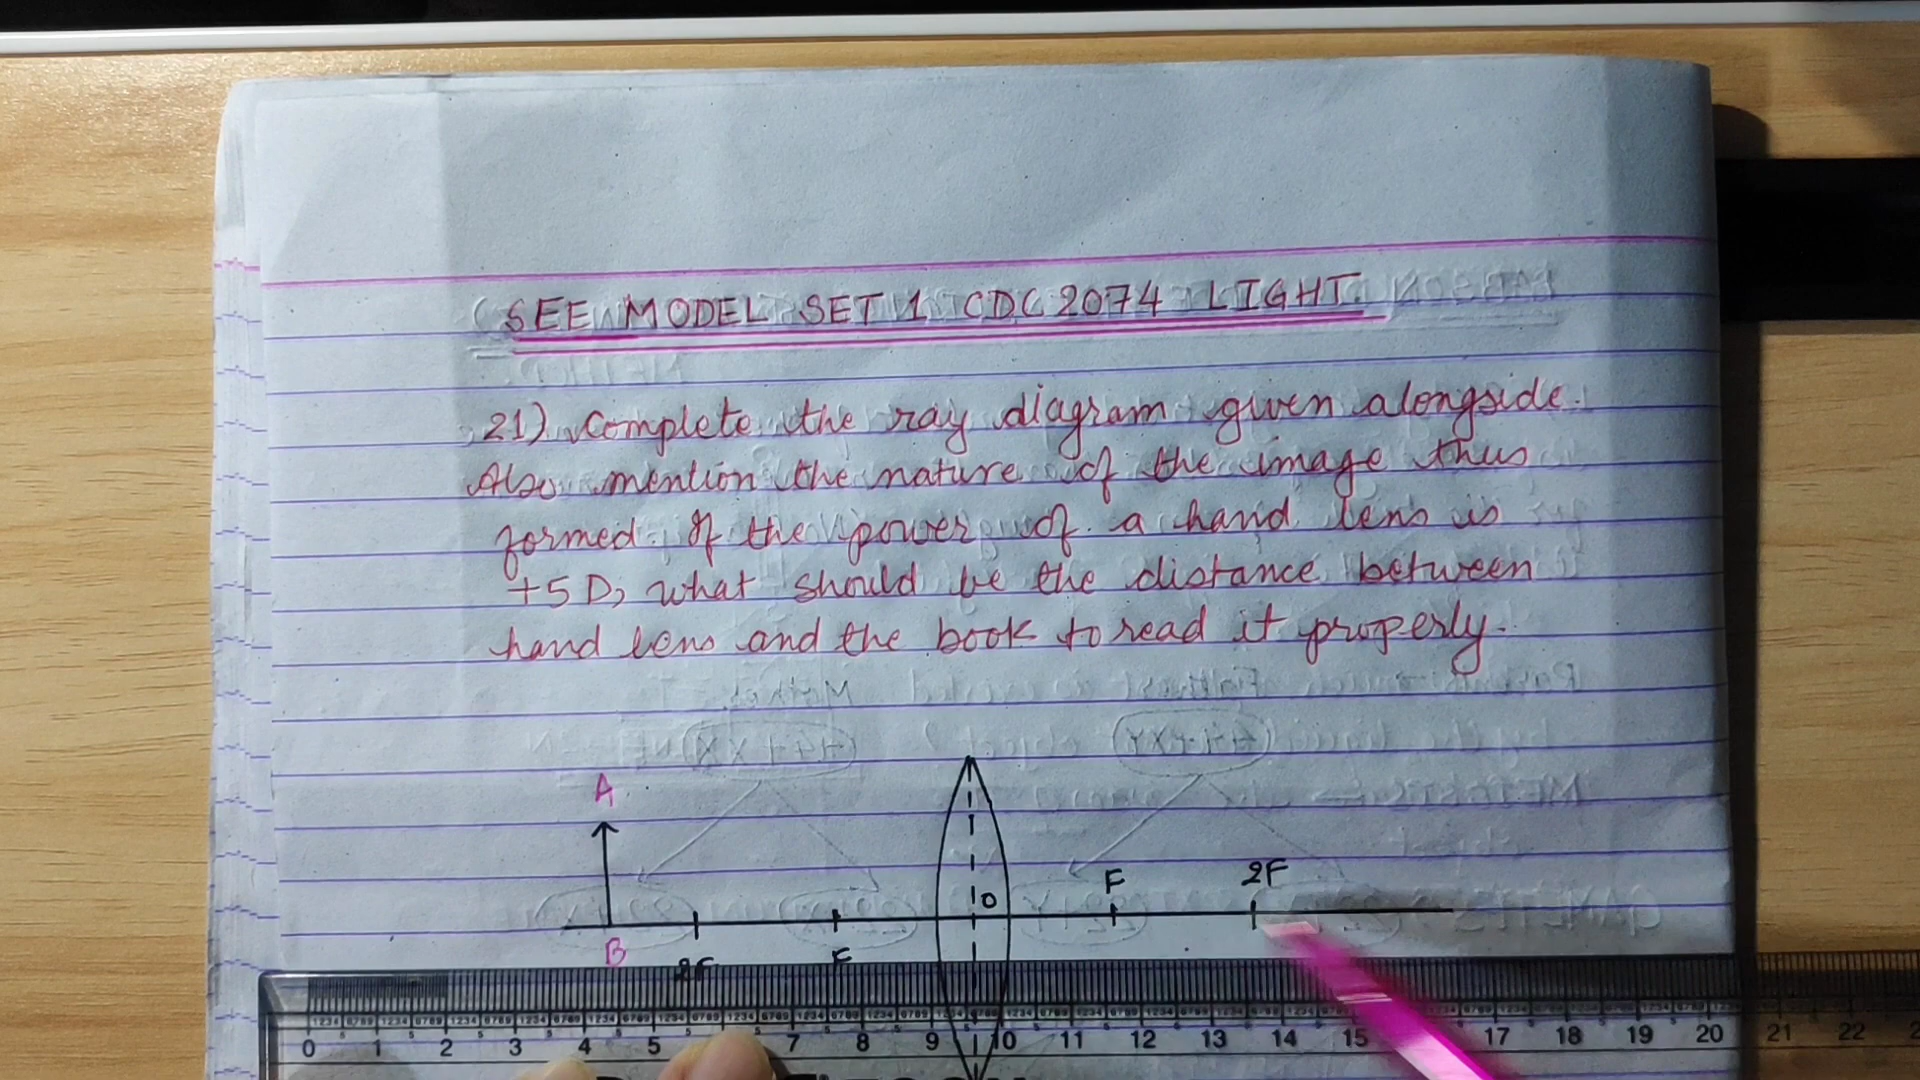 SEE MODEL SET 1 CDC 2074 LIGHT.
21) Complete the ray diagram given alongside.
Also mention the nature of the image thus
formed. If the power of a hand lens is
+5 D, what should be the distance between
hand lens and the book to read it properly.
A
2F
F
O
B
2F
F
0 1 2 3 4 5 7 8 9 10 11 12 13 14 15 17 18 19 20 21 22